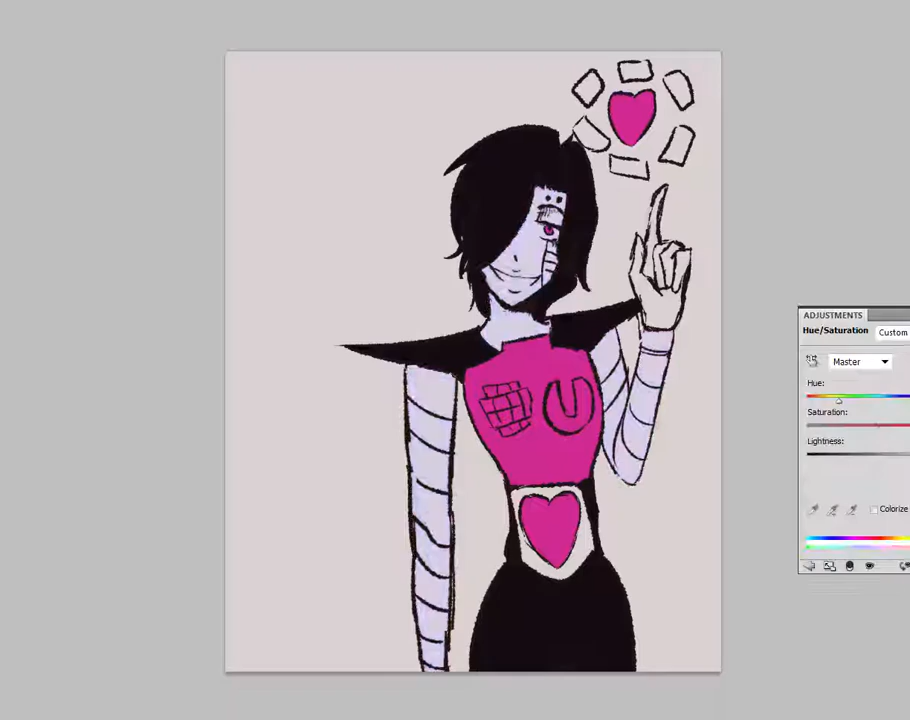 ADJUSTMENTS
Hue/Saturation Custom
Master
Hue:
Saturation:
Lightness:
Colorize